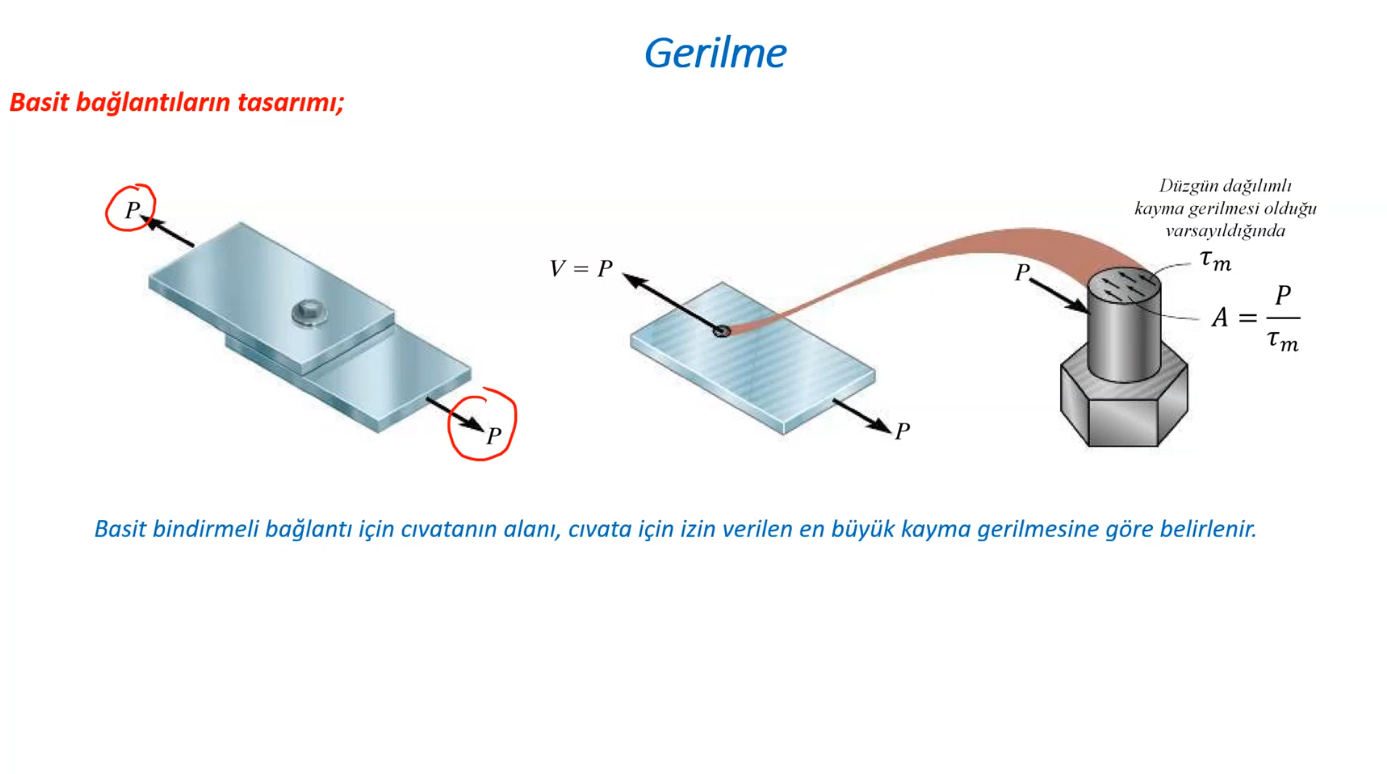 Gerilme
Basit bağlantıların tasarımı;
P
P
V = P
P
P
Düzgün dağılımlı
kayma gerilmesi olduğu
varsayıldığında
τm
A = P/τm
Basit bindirmeli bağlantı için cıvatanın alanı, cıvata için izin verilen en büyük kayma gerilmesine göre belirlenir.